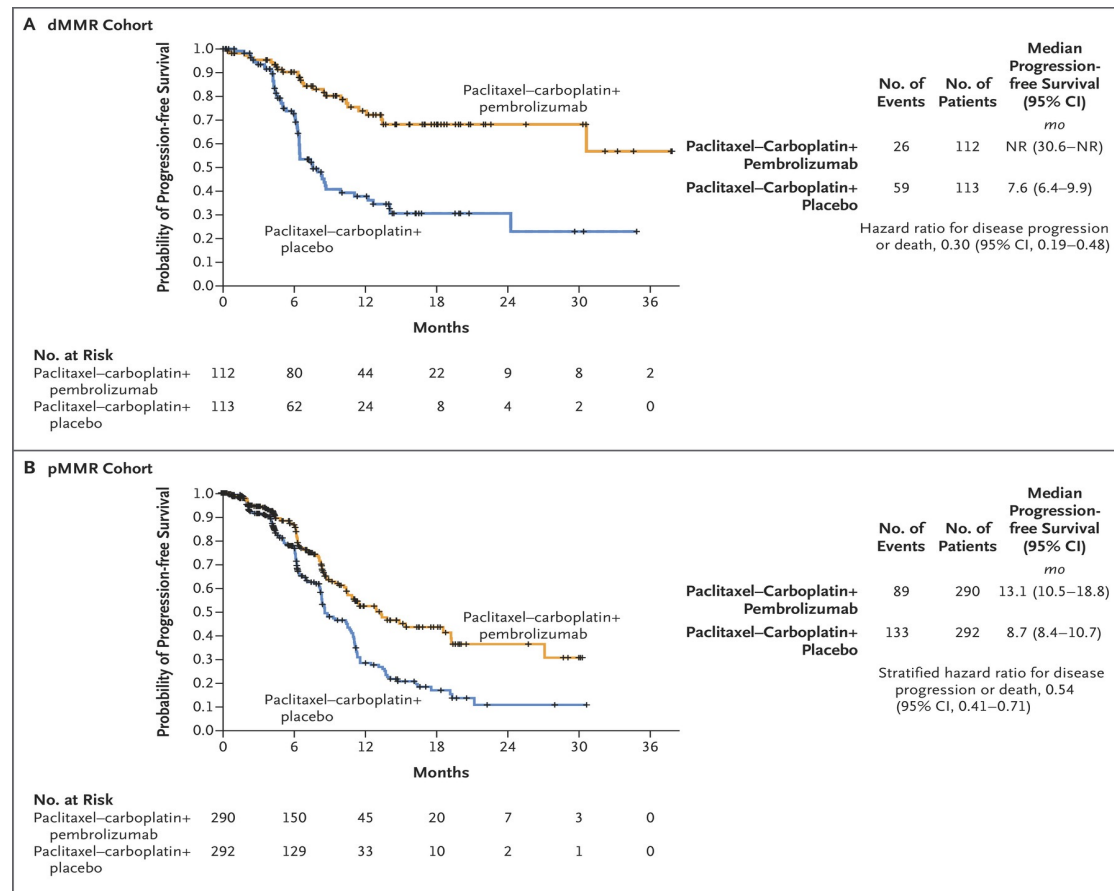 A dMMR Cohort
Probability of Progression-free Survival
1.0
0.9
0.8
0.7
0.6
0.5
0.4
0.3
0.2
0.1
0.0
0 6 12 18 24 30 36
Months
Paclitaxel–carboplatin+
pembrolizumab
Paclitaxel–carboplatin+
placebo
No. of
Events
No. of
Patients
Median
Progression-
free Survival
(95% CI)
mo
Paclitaxel–Carboplatin+
Pembrolizumab
26 112 NR (30.6–NR)
Paclitaxel–Carboplatin+
Placebo
59 113 7.6 (6.4–9.9)
Hazard ratio for disease progression
or death, 0.30 (95% CI, 0.19–0.48)
No. at Risk
Paclitaxel–carboplatin+
pembrolizumab
112 80 44 22 9 8 2
Paclitaxel–carboplatin+
placebo
113 62 24 8 4 2 0
B pMMR Cohort
Probability of Progression-free Survival
1.0
0.9
0.8
0.7
0.6
0.5
0.4
0.3
0.2
0.1
0.0
0 6 12 18 24 30 36
Months
Paclitaxel–carboplatin+
pembrolizumab
Paclitaxel–carboplatin+
placebo
No. of
Events
No. of
Patients
Median
Progression-
free Survival
(95% CI)
mo
Paclitaxel–Carboplatin+
Pembrolizumab
89 290 13.1 (10.5–18.8)
Paclitaxel–Carboplatin+
Placebo
133 292 8.7 (8.4–10.7)
Stratified hazard ratio for disease
progression or death, 0.54
(95% CI, 0.41–0.71)
No. at Risk
Paclitaxel–carboplatin+
pembrolizumab
290 150 45 20 7 3 0
Paclitaxel–carboplatin+
placebo
292 129 33 10 2 1 0